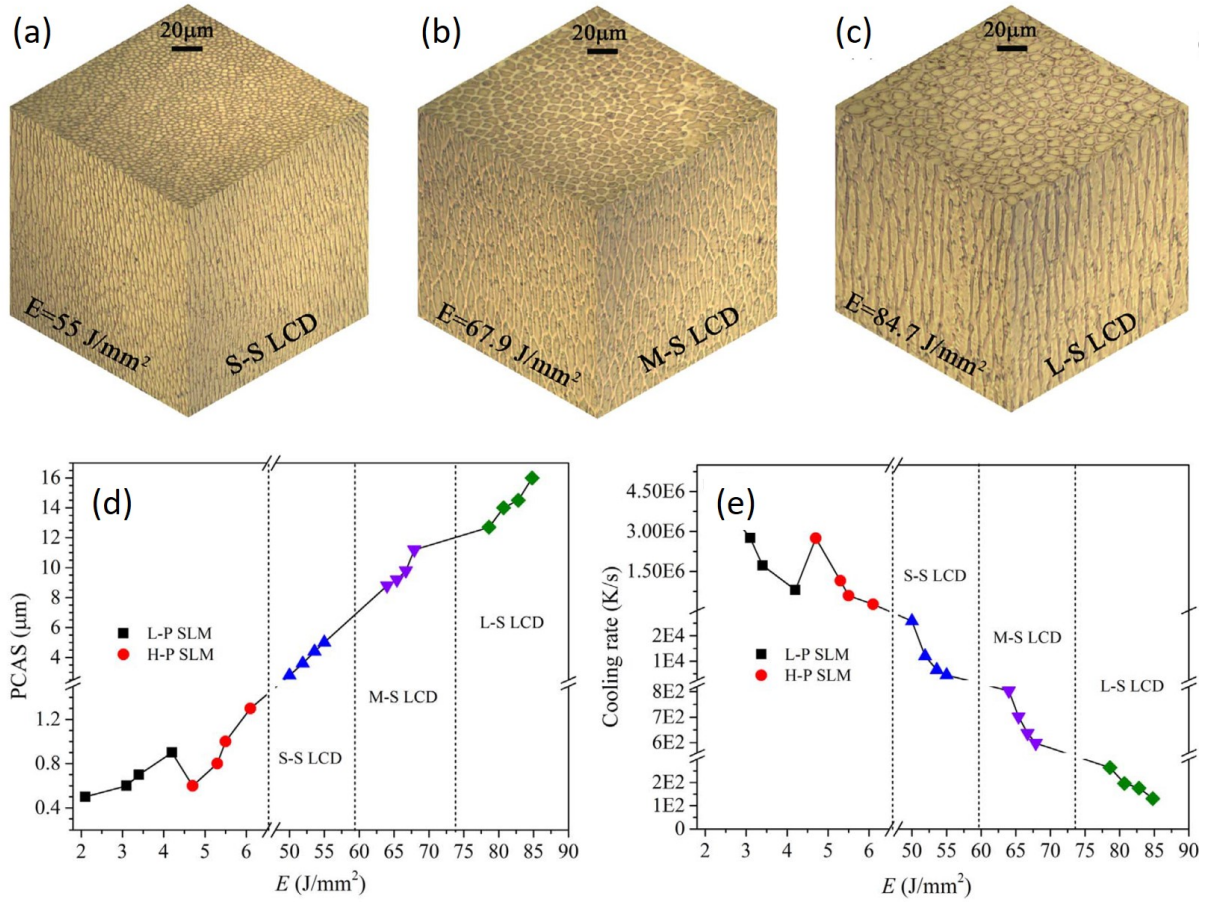 (a)
20μm
E=55 J/mm²
S-S LCD
(b)
20μm
E=67.9 J/mm²
M-S LCD
(c)
20μm
E=84.7 J/mm²
L-S LCD
(d)
PCAS (μm)
16
14
12
10
8
6
4
1.2
0.8
0.4
L-P SLM
H-P SLM
S-S LCD
M-S LCD
L-S LCD
2 3 4 5 6 50 55 60 65 70 75 80 85 90
E (J/mm²)
(e)
Cooling rate (K/s)
4.50E6
3.00E6
1.50E6
2E4
1E4
8E2
7E2
6E2
2E2
1E2
0
S-S LCD
M-S LCD
L-S LCD
L-P SLM
H-P SLM
2 3 4 5 6 50 55 60 65 70 75 80 85 90
E (J/mm²)